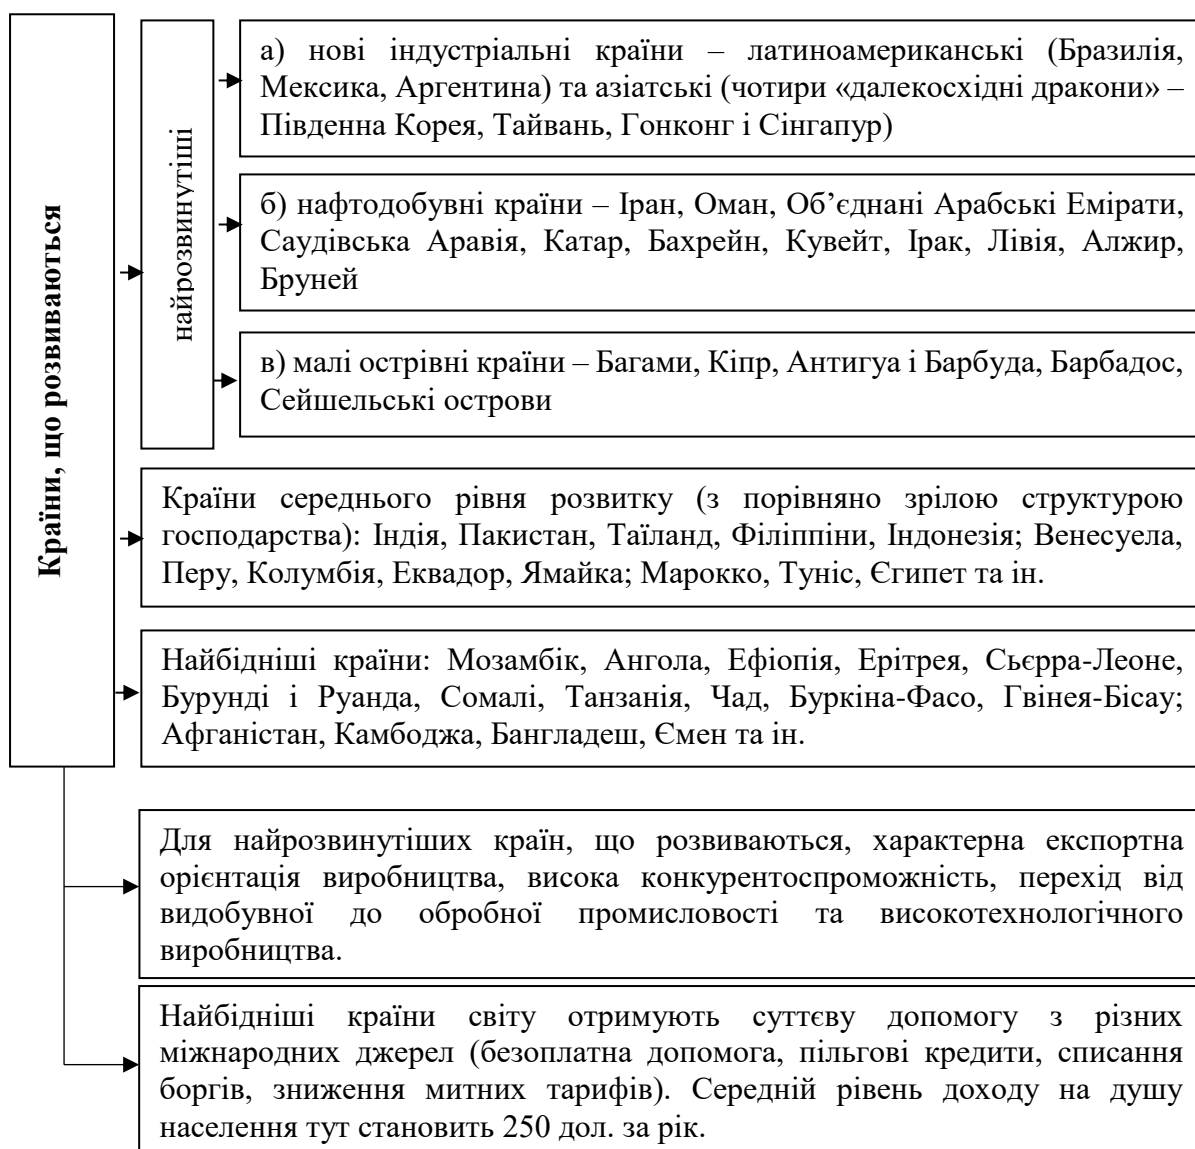 Країни, що розвиваються
найрозвинутіші
а) нові індустріальні країни – латиноамериканські (Бразилія,
Мексика, Аргентина) та азіатські (чотири «далекосхідні дракони» –
Південна Корея, Тайвань, Гонконг і Сінгапур)
б) нафтодобувні країни – Іран, Оман, Об’єднані Арабські Емірати,
Саудівська Аравія, Катар, Бахрейн, Кувейт, Ірак, Лівія, Алжир,
Бруней
в) малі острівні країни – Багами, Кіпр, Антигуа і Барбуда, Барбадос,
Сейшельські острови
Країни середнього рівня розвитку (з порівняно зрілою структурою
господарства): Індія, Пакистан, Таїланд, Філіппіни, Індонезія; Венесуела,
Перу, Колумбія, Еквадор, Ямайка; Марокко, Туніс, Єгипет та ін.
Найбідніші країни: Мозамбік, Ангола, Ефіопія, Ерітрея, Сьєрра-Леоне,
Бурунді і Руанда, Сомалі, Танзанія, Чад, Буркіна-Фасо, Гвінея-Бісау;
Афганістан, Камбоджа, Бангладеш, Ємен та ін.
Для найрозвинутіших країн, що розвиваються, характерна експортна
орієнтація виробництва, висока конкурентоспроможність, перехід від
видобувної до обробної промисловості та високотехнологічного
виробництва.
Найбідніші країни світу отримують суттєву допомогу з різних
міжнародних джерел (безоплатна допомога, пільгові кредити, списання
боргів, зниження митних тарифів). Середній рівень доходу на душу
населення тут становить 250 дол. за рік.